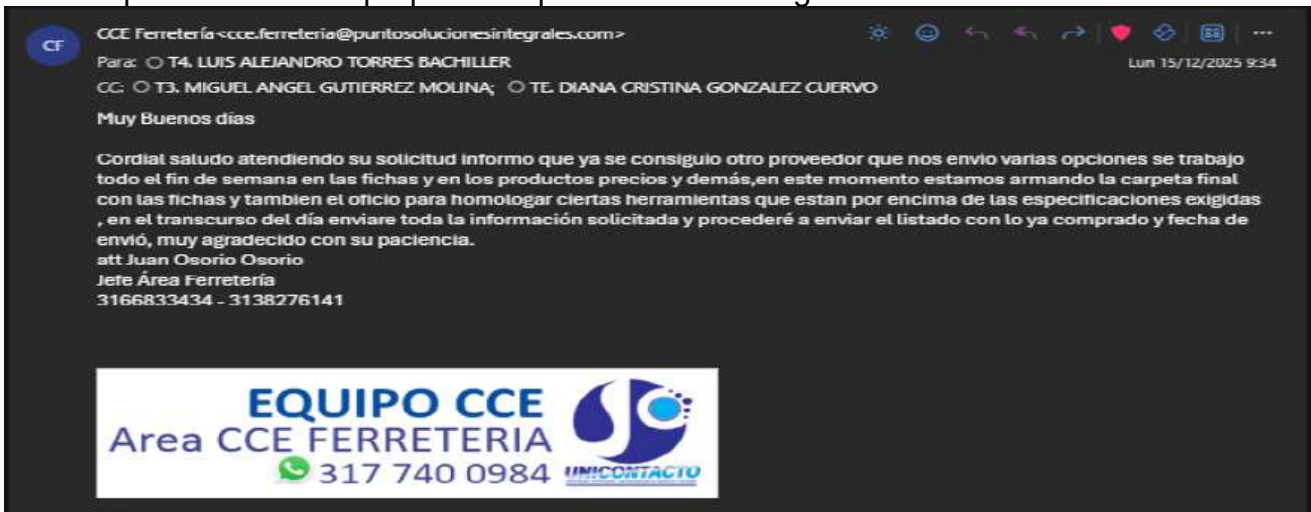 CF
CCE Ferretería <cce.ferreteria@puntosolucionesintegrales.com>
Para: T4. LUIS ALEJANDRO TORRES BACHILLER
Lun 15/12/2025 9:34
CC: T3. MIGUEL ANGEL GUTIERREZ MOLINA; TE. DIANA CRISTINA GONZALEZ CUERVO
Muy Buenos días
Cordial saludo atendiendo su solicitud informo que ya se consiguio otro proveedor que nos envio varias opciones se trabajo
todo el fin de semana en las fichas y en los productos precios y demás,en este momento estamos armando la carpeta final
con las fichas y tambien el oficio para homologar ciertas herramientas que estan por encima de las especificaciones exigidas
, en el transcurso del día enviare toda la información solicitada y procederé a enviar el listado con lo ya comprado y fecha de
envió, muy agradecido con su paciencia.
att Juan Osorio Osorio
Jefe Área Ferretería
3166833434 - 3138276141
EQUIPO CCE
Area CCE FERRETERIA
317 740 0984
UNICONTACTO